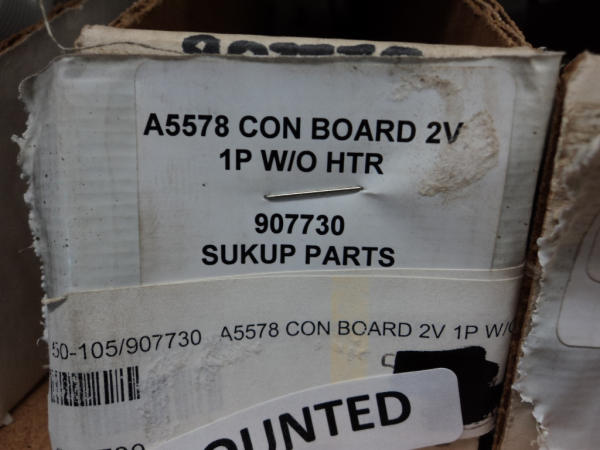 A5578 CON BOARD 2V
1P W/O HTR
907730
SUKUP PARTS
50-105/907730 A5578 CON BOARD 2V 1P W/O
OUNTED